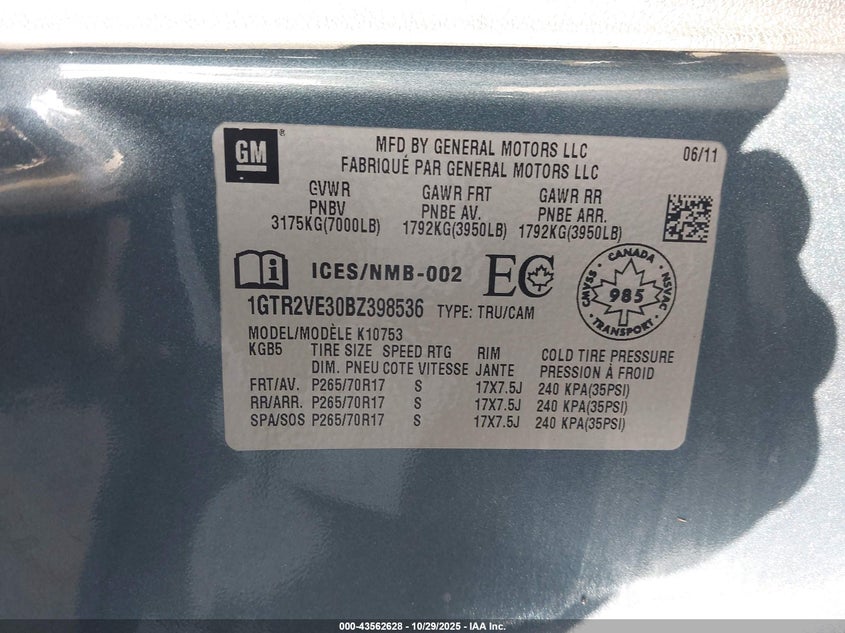 GM ®
MFD BY GENERAL MOTORS LLC
06/11
FABRIQUÉ PAR GENERAL MOTORS LLC
GVWR GAWR FRT GAWR RR
PNBV PNBE AV. PNBE ARR.
3175KG(7000LB) 1792KG(3950LB) 1792KG(3950LB)
i ICES/NMB-002 EC
CANADA
CMVSS 985 NSVAC
TRANSPORT
1GTR2VE30BZ398536 TYPE: TRU/CAM
MODEL/MODÈLE K10753
KGB5 TIRE SIZE SPEED RTG RIM COLD TIRE PRESSURE
DIM. PNEU COTE VITESSE JANTE PRESSION À FROID
FRT/AV. P265/70R17 S 17X7.5J 240 KPA(35PSI)
RR/ARR. P265/70R17 S 17X7.5J 240 KPA(35PSI)
SPA/SOS P265/70R17 S 17X7.5J 240 KPA(35PSI)
000-43562628 - 10/29/2025 - IAA Inc.